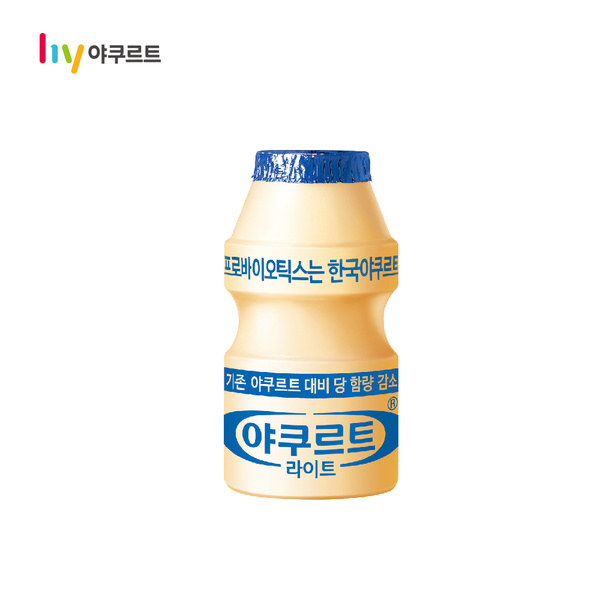 hy야쿠르트
프로바이오틱스는 한국야쿠르트
기존 야쿠르트 대비 당 함량 감소
®
야쿠르트
라이트